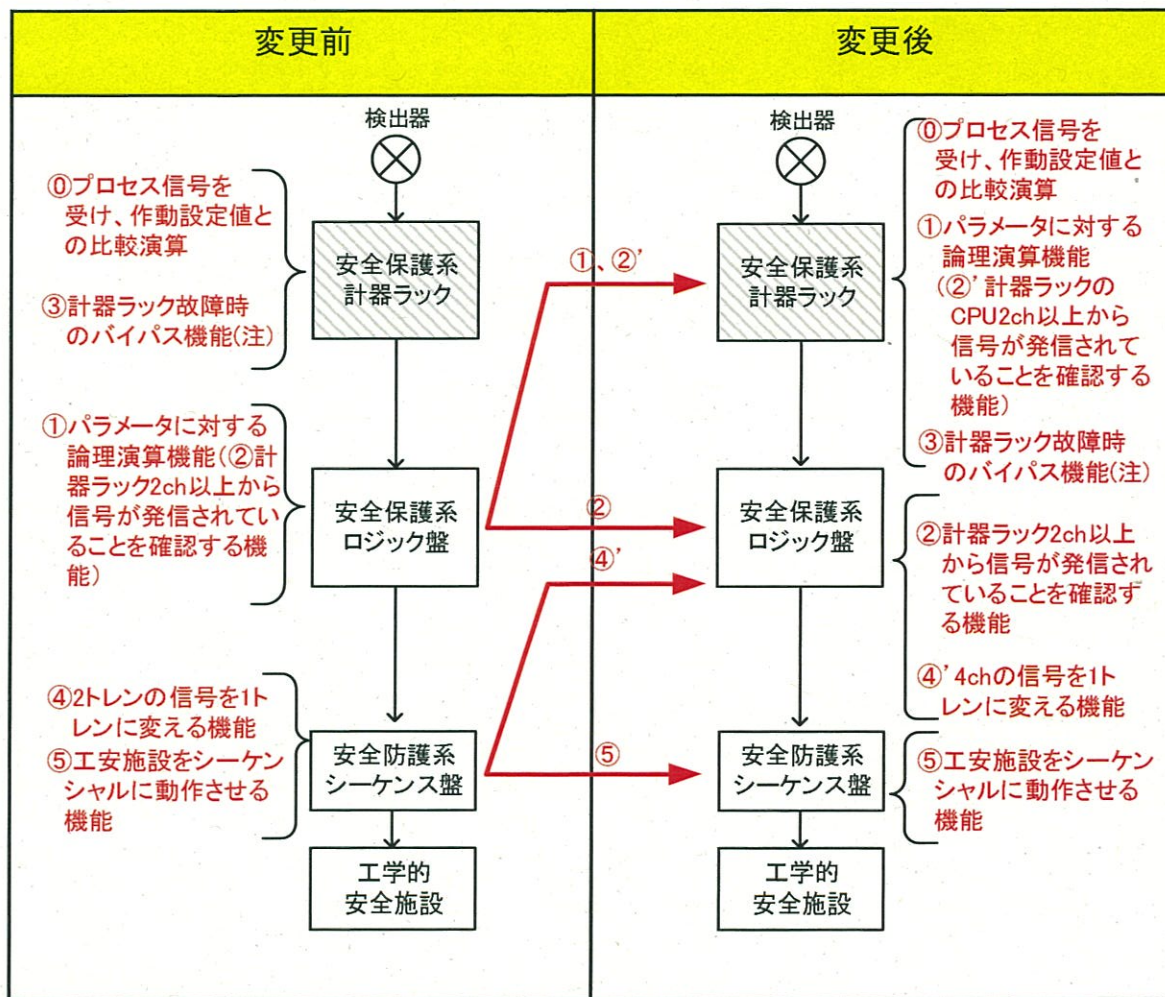 変更前
検出器
⓪プロセス信号を
受け、作動設定値と
の比較演算
③計器ラック故障時
のバイパス機能(注)
安全保護系
計器ラック
①パラメータに対する
論理演算機能(②計
器ラック2ch以上から
信号が発信されてい
ることを確認する機
能)
安全保護系
ロジック盤
④2トレンの信号を1ト
レンに変える機能
⑤工安施設をシーケン
シャルに動作させる
機能
安全防護系
シーケンス盤
工学的
安全施設
①、②’
②
④’
⑤
変更後
検出器
安全保護系
計器ラック
⓪プロセス信号を
受け、作動設定値と
の比較演算
①パラメータに対する
論理演算機能
(②’計器ラックの
CPU2ch以上から
信号が発信されて
いることを確認する
機能)
③計器ラック故障時
のバイパス機能(注)
安全保護系
ロジック盤
②計器ラック2ch以上
から信号が発信され
ていることを確認す
る機能
④’4chの信号を1ト
レンに変える機能
安全防護系
シーケンス盤
⑤工安施設をシーケン
シャルに動作させる
機能
工学的
安全施設